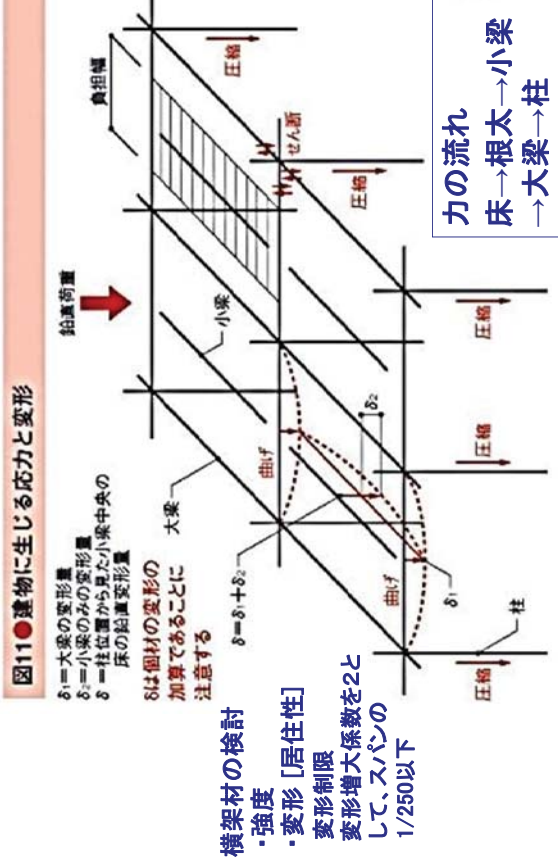 図11●建物に生じる応力と変形
δ₁=大梁の変形量
δ₂=小梁のみの変形量
δ=柱位置から見た小梁中央の
床の鉛直変形量
δは個材の変形の
加算であることに
注意する
横架材の検討
・強度
・変形[居住性]
変形制限
変形増大係数を2と
して、スパンの
1/250以下
鉛直荷重
負担幅
小梁
大梁
曲げ
δ=δ₁+δ₂
δ₂
曲げ
δ₁
柱
せん断
圧縮
圧縮
圧縮
圧縮
圧縮
力の流れ
床→根太→小梁
→大梁→柱